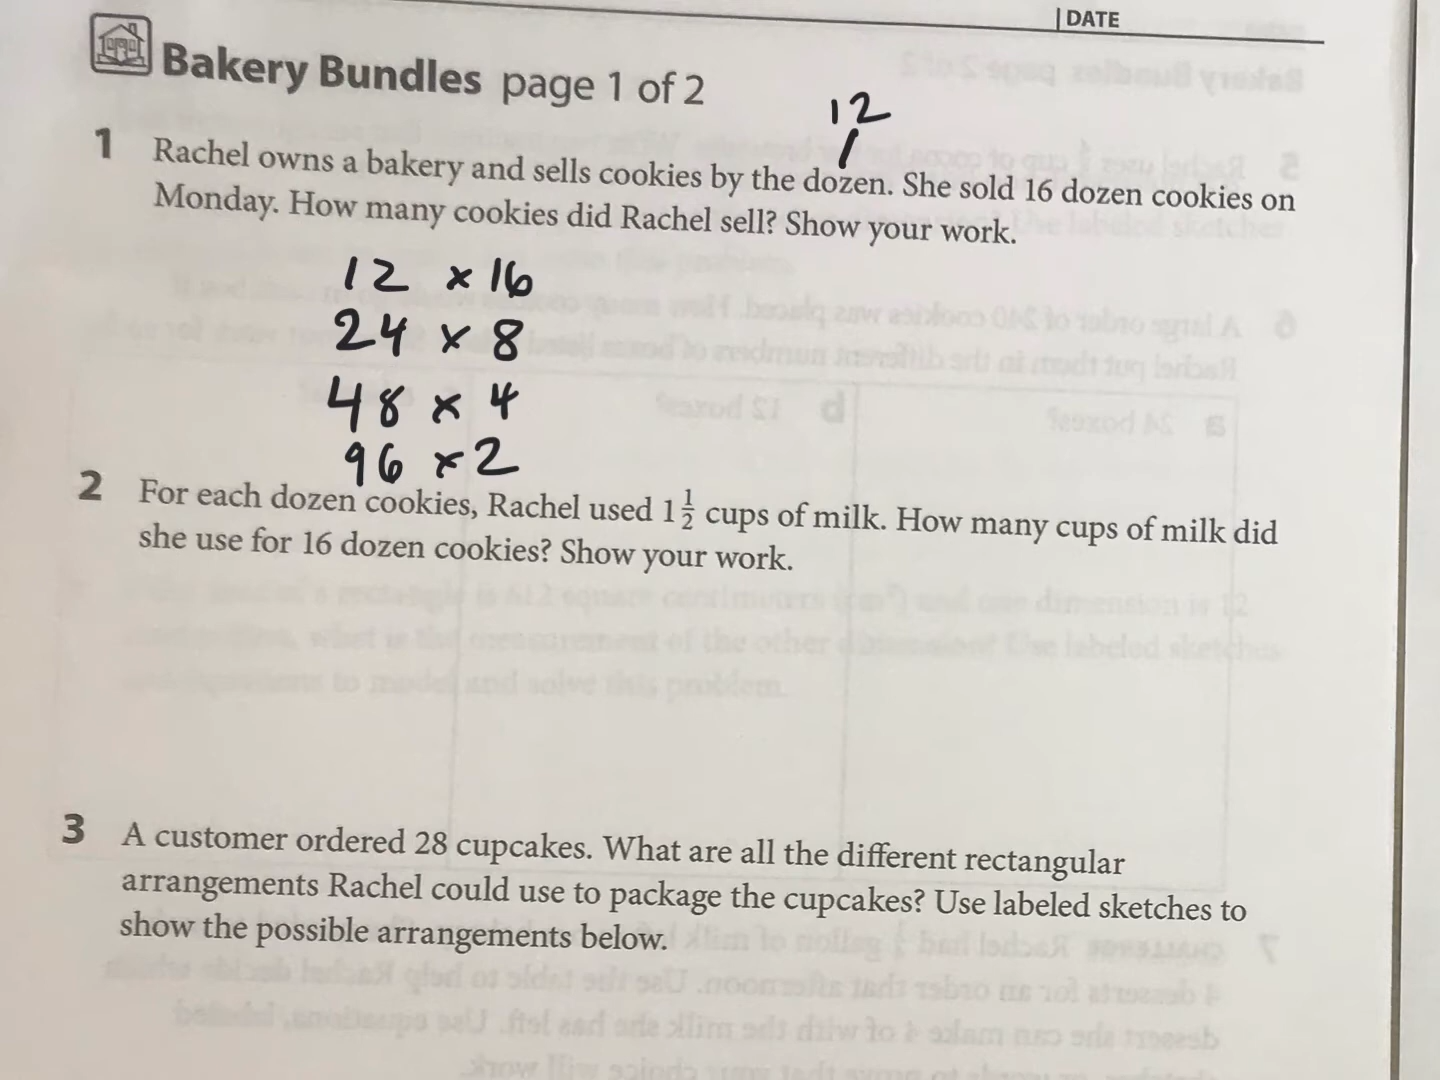 | DATE
Bakery Bundles page 1 of 2
12
1 Rachel owns a bakery and sells cookies by the dozen. She sold 16 dozen cookies on
Monday. How many cookies did Rachel sell? Show your work.
12 × 16
24 × 8
48 × 4
96 × 2
2 For each dozen cookies, Rachel used 1 1/2 cups of milk. How many cups of milk did
she use for 16 dozen cookies? Show your work.
3 A customer ordered 28 cupcakes. What are all the different rectangular
arrangements Rachel could use to package the cupcakes? Use labeled sketches to
show the possible arrangements below.